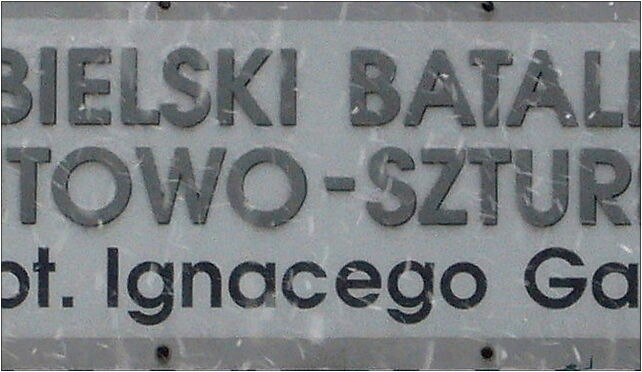 BIELSKI BATALI
TOWO-SZTUR
pt. Ignacego Ga